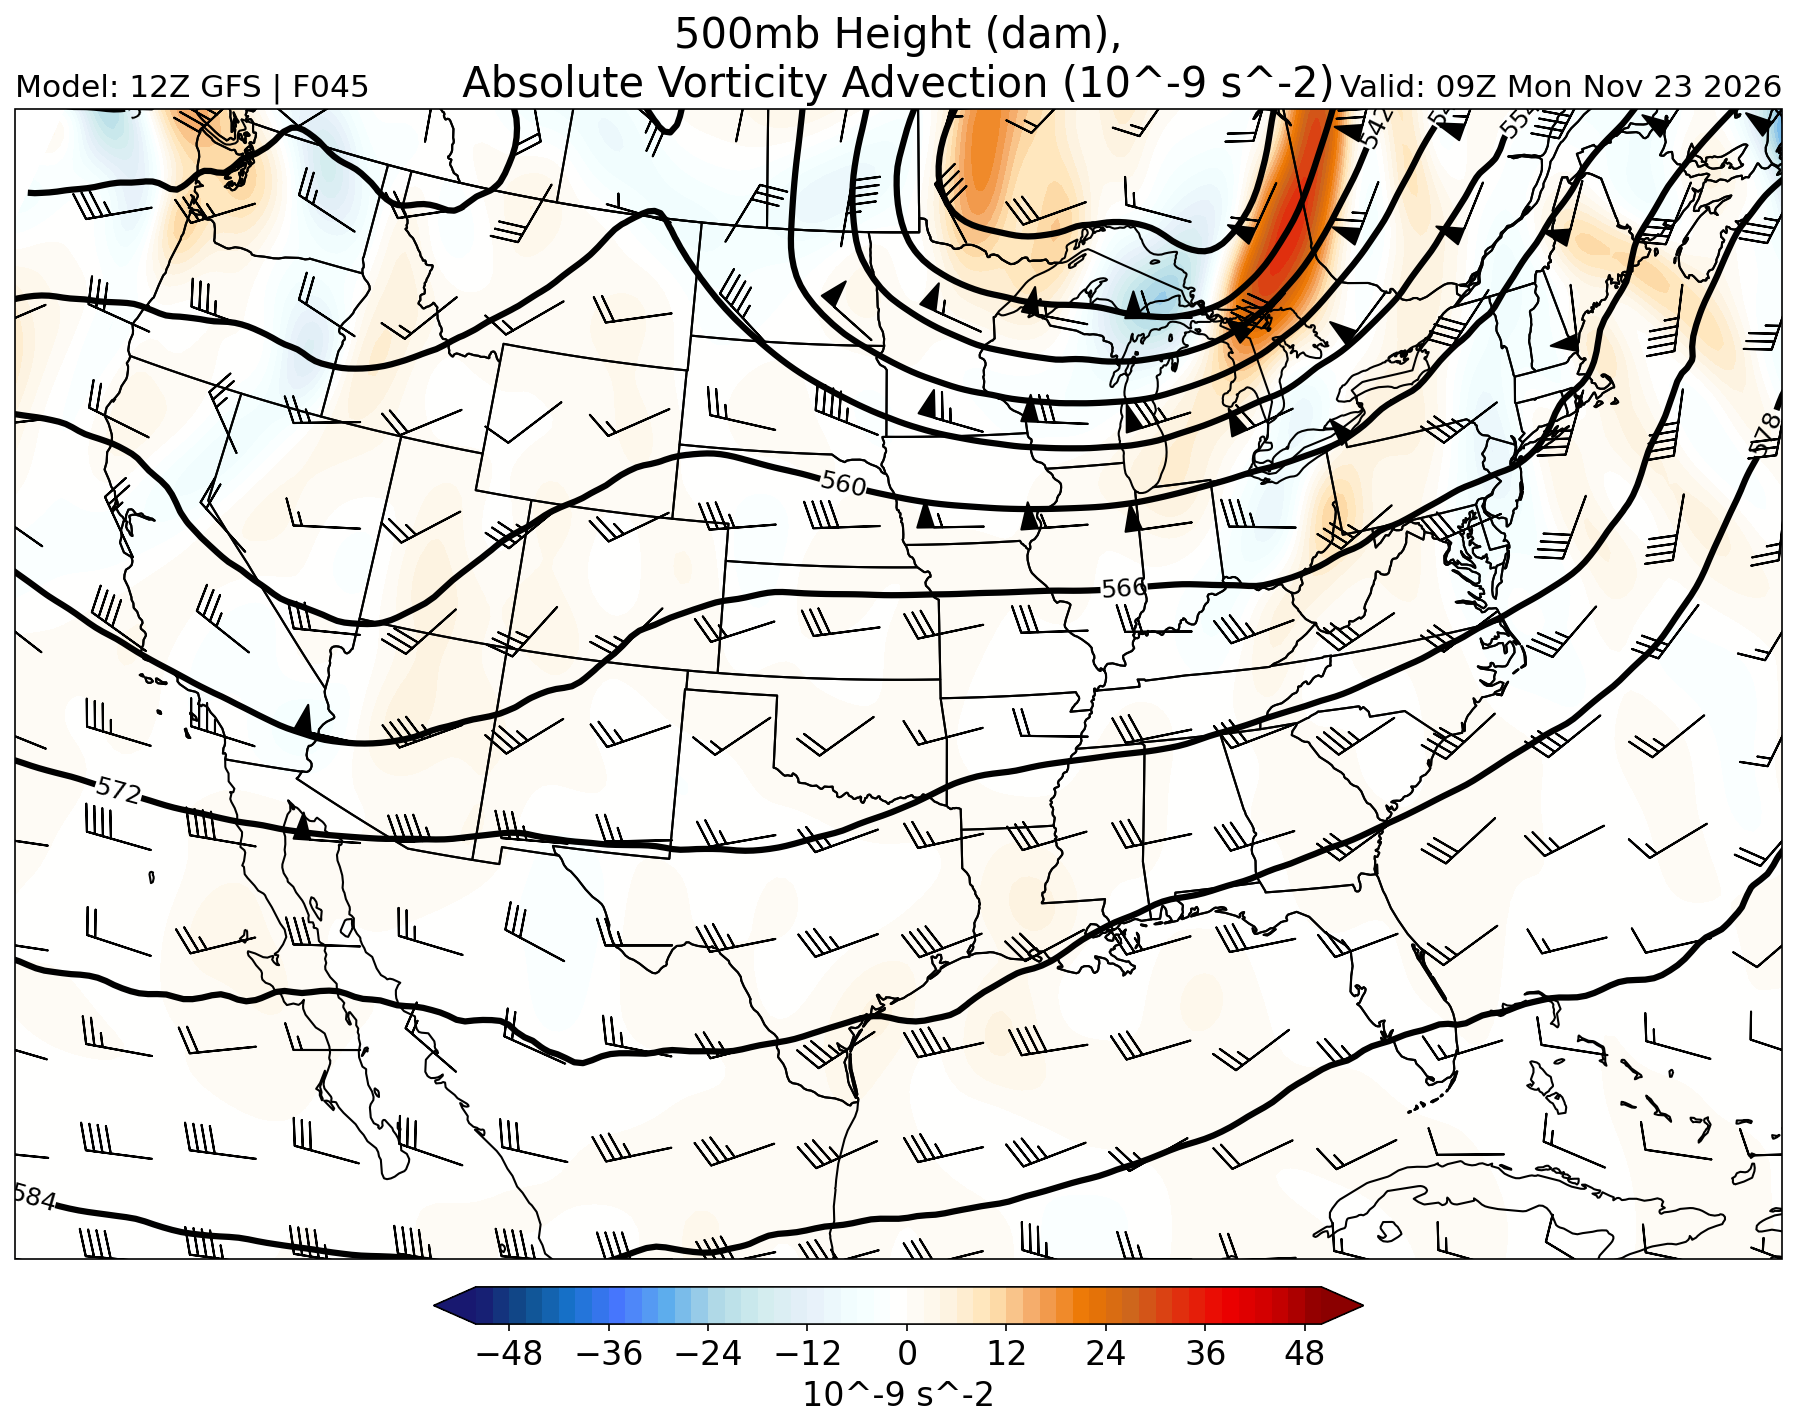 500mb Height (dam),
Absolute Vorticity Advection (10^-9 s^-2)
Model: 12Z GFS | F045
Valid: 09Z Mon Nov 23 2026
542
554
578
560
566
572
584
−48 −36 −24 −12 0 12 24 36 48
10^-9 s^-2